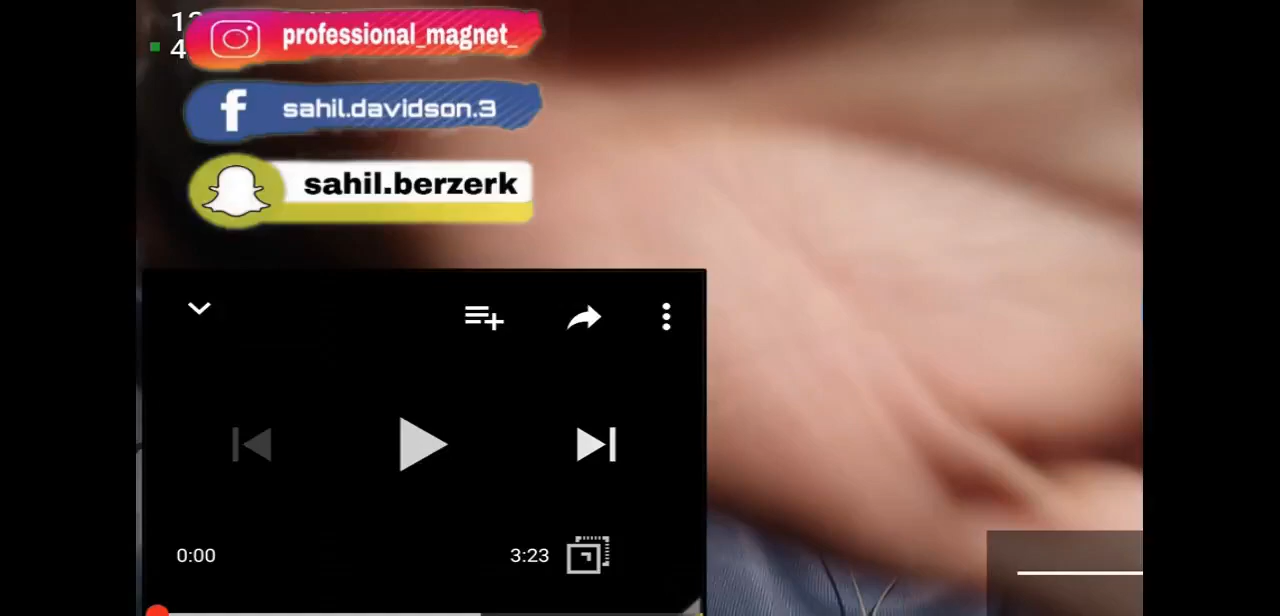 professional_magnet_
sahil.davidson.3
sahil.berzerk
0:00
3:23